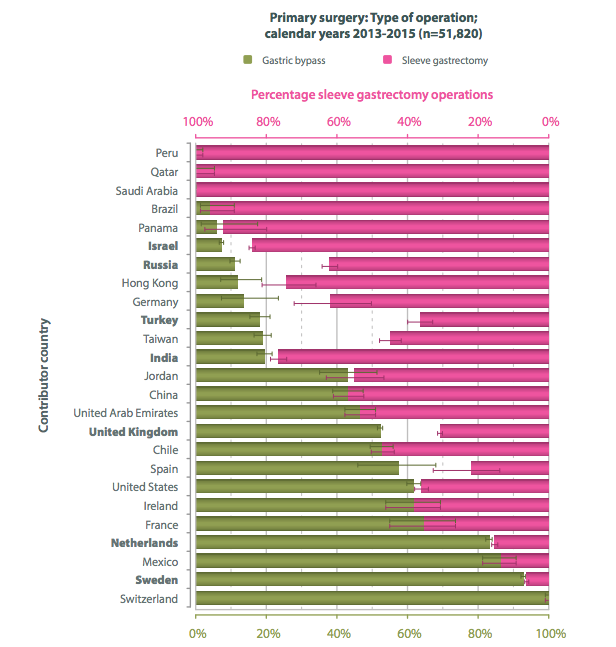 Primary surgery: Type of operation;
calendar years 2013-2015 (n=51,820)
Gastric bypass Sleeve gastrectomy
Percentage sleeve gastrectomy operations
100% 80% 60% 40% 20% 0%
Contributor country
Peru
Qatar
Saudi Arabia
Brazil
Panama
Israel
Russia
Hong Kong
Germany
Turkey
Taiwan
India
Jordan
China
United Arab Emirates
United Kingdom
Chile
Spain
United States
Ireland
France
Netherlands
Mexico
Sweden
Switzerland
0% 20% 40% 60% 80% 100%